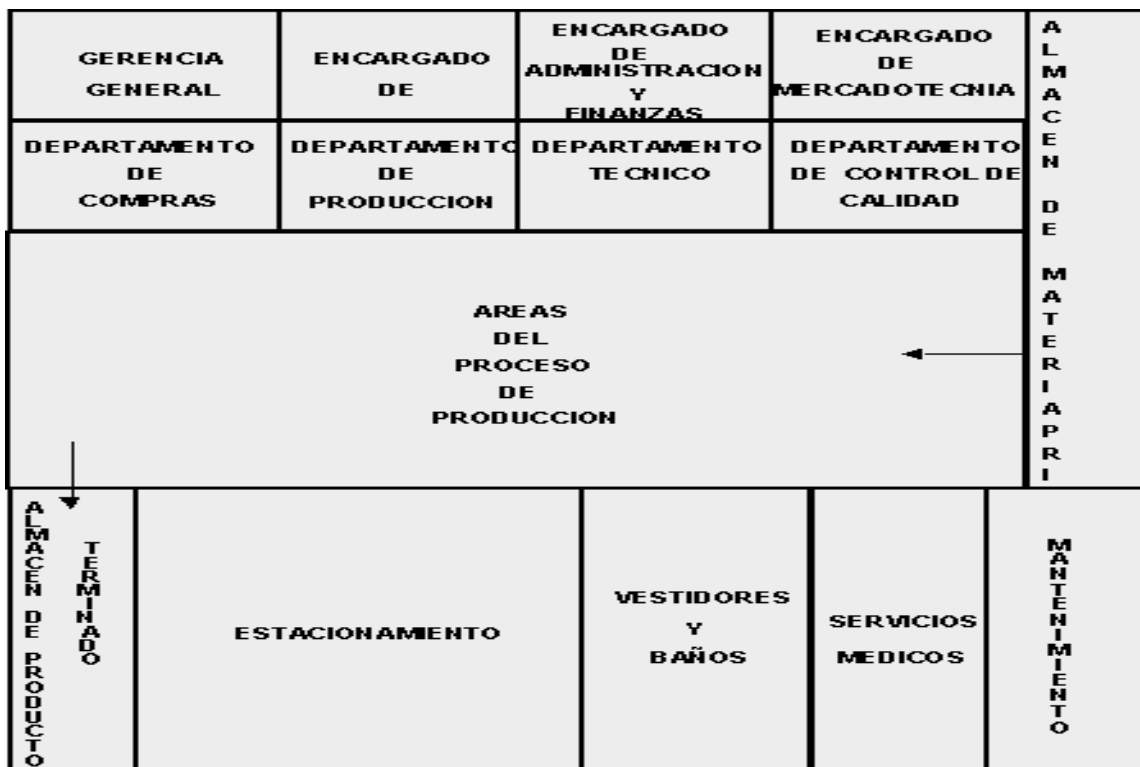 GERENCIA
GENERAL
ENCARGADO
DE
ENCARGADO
DE
ADMINISTRACION
Y
FINANZAS
ENCARGADO
DE
MERCADOTECNIA
DEPARTAMENTO
DE
COMPRAS
DEPARTAMENTO
DE
PRODUCCION
DEPARTAMENTO
TECNICO
DEPARTAMENTO
DE CONTROL DE
CALIDAD
ALMACEN DE MATERIAPRI
AREAS
DEL
PROCESO
DE
PRODUCCION
ALMACEN DE PRODUCTO
TERMINADO
ESTACIONAMIENTO
VESTIDORES
Y
BAÑOS
SERVICIOS
MEDICOS
MANTENIMIENTO